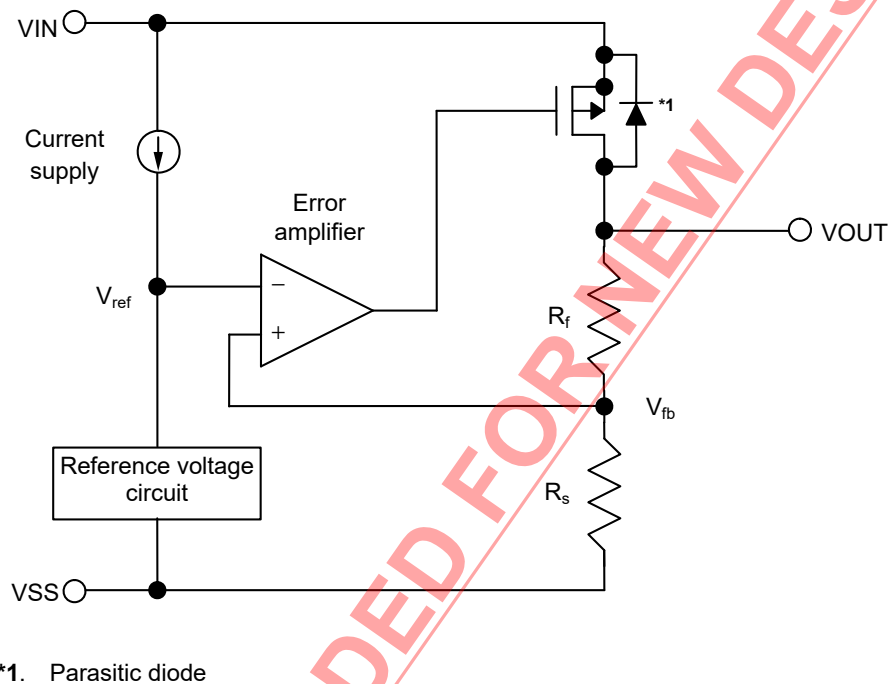 VIN
*1
Current
supply
Error
amplifier
VOUT
Vref
−
+
Rf
Vfb
Reference voltage
circuit
Rs
VSS
*1. Parasitic diode
DED FOR NEW DES